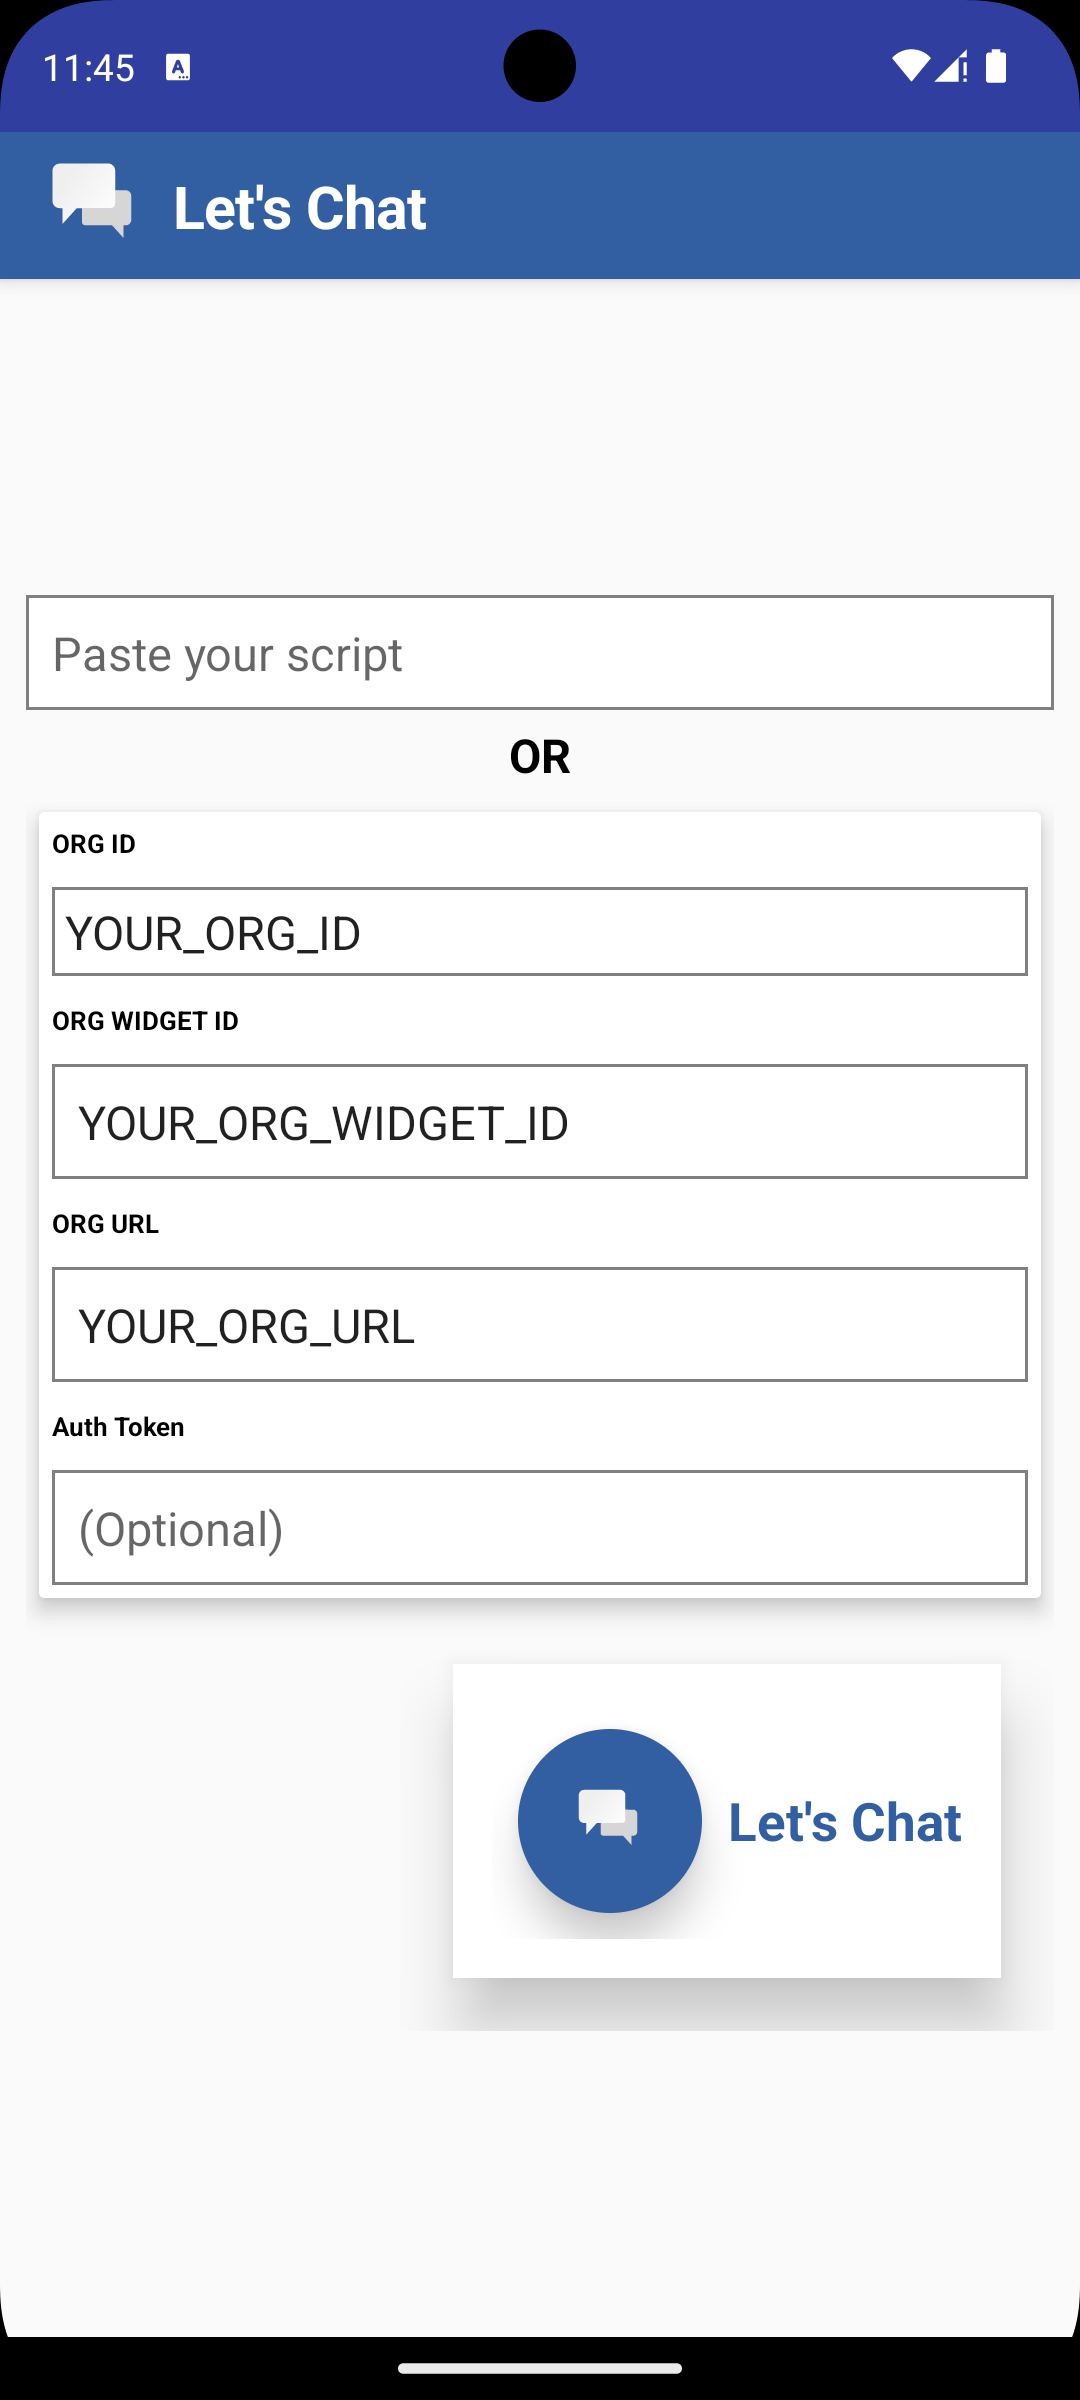 11:45
Let's Chat
Paste your script
OR
ORG ID
YOUR_ORG_ID
ORG WIDGET ID
YOUR_ORG_WIDGET_ID
ORG URL
YOUR_ORG_URL
Auth Token
(Optional)
Let's Chat